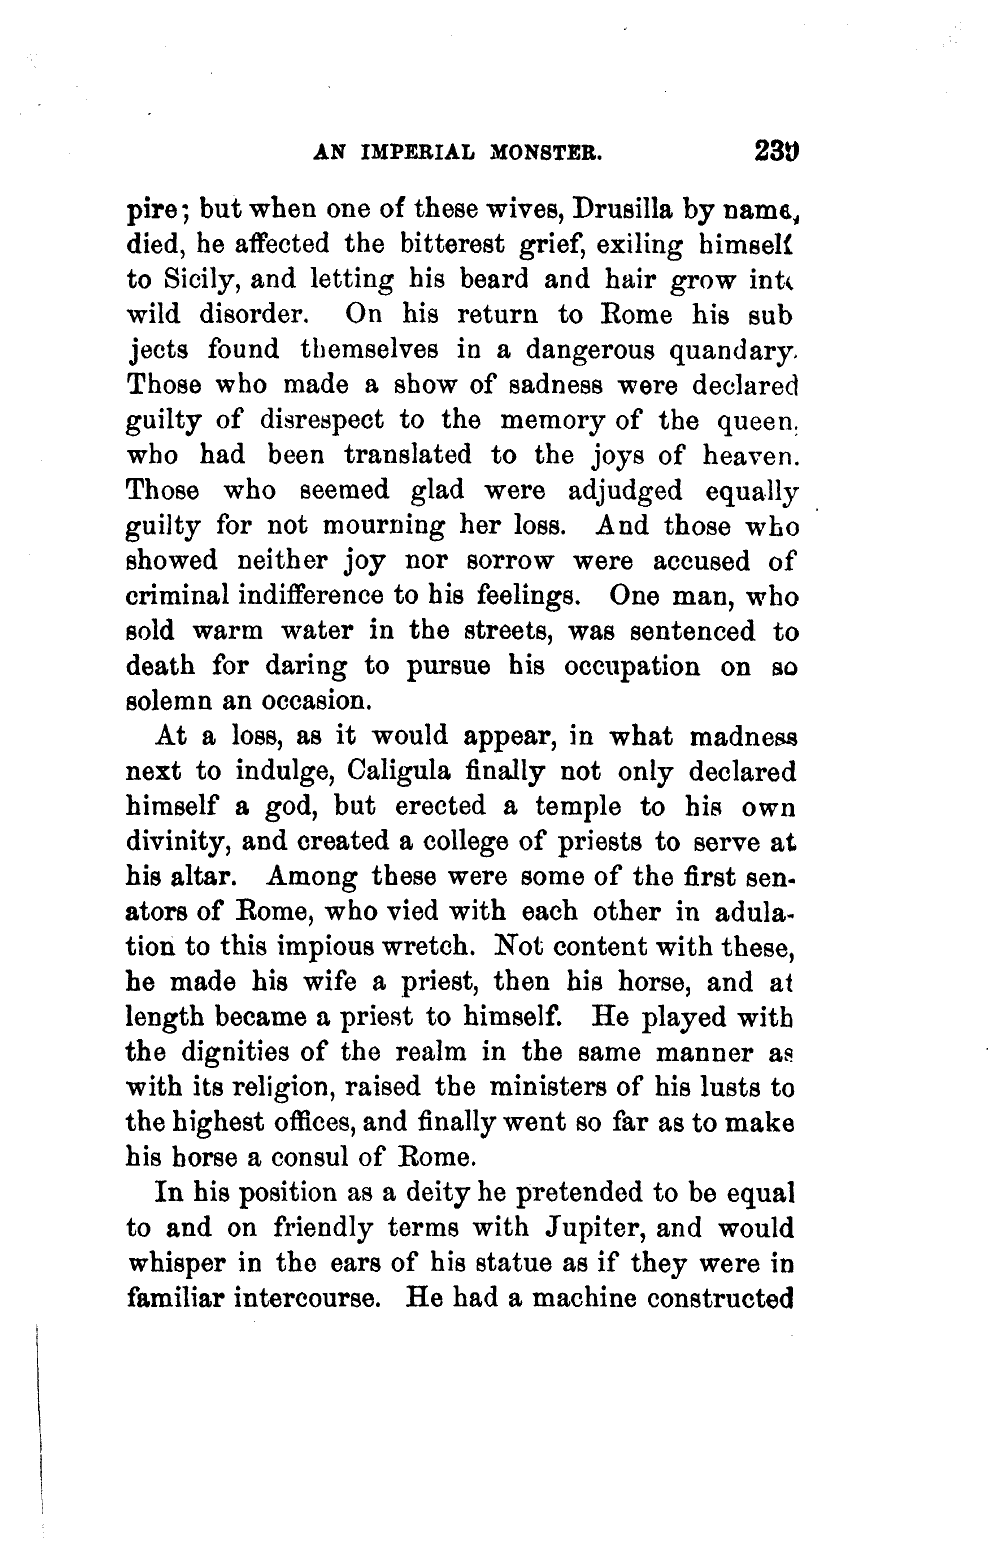 AN IMPERIAL MONSTER. 239
pire; but when one of these wives, Drusilla by name,
died, he affected the bitterest grief, exiling himself
to Sicily, and letting his beard and hair grow into
wild disorder. On his return to Rome his sub
jects found themselves in a dangerous quandary.
Those who made a show of sadness were declared
guilty of disrespect to the memory of the queen,
who had been translated to the joys of heaven.
Those who seemed glad were adjudged equally
guilty for not mourning her loss. And those who
showed neither joy nor sorrow were accused of
criminal indifference to his feelings. One man, who
sold warm water in the streets, was sentenced to
death for daring to pursue his occupation on so
solemn an occasion.
At a loss, as it would appear, in what madness
next to indulge, Caligula finally not only declared
himself a god, but erected a temple to his own
divinity, and created a college of priests to serve at
his altar. Among these were some of the first sen-
ators of Rome, who vied with each other in adula-
tion to this impious wretch. Not content with these,
he made his wife a priest, then his horse, and at
length became a priest to himself. He played with
the dignities of the realm in the same manner as
with its religion, raised the ministers of his lusts to
the highest offices, and finally went so far as to make
his horse a consul of Rome.
In his position as a deity he pretended to be equal
to and on friendly terms with Jupiter, and would
whisper in the ears of his statue as if they were in
familiar intercourse. He had a machine constructed